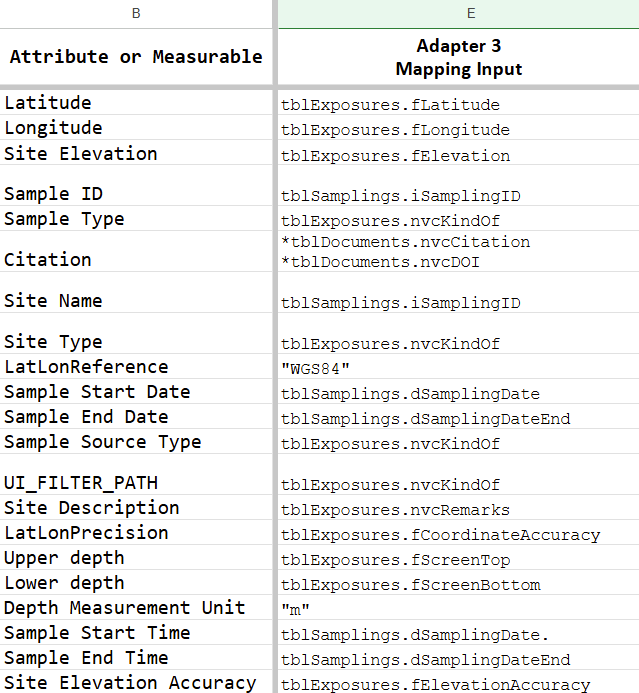 B E
Attribute or Measurable Adapter 3
Mapping Input
Latitude tblExposures.fLatitude
Longitude tblExposures.fLongitude
Site Elevation tblExposures.fElevation
Sample ID tblSamplings.iSamplingID
Sample Type tblExposures.nvcKindOf
*tblDocuments.nvcCitation
Citation *tblDocuments.nvcDOI
Site Name tblSamplings.iSamplingID
Site Type tblExposures.nvcKindOf
LatLonReference "WGS84"
Sample Start Date tblSamplings.dSamplingDate
Sample End Date tblSamplings.dSamplingDateEnd
Sample Source Type tblExposures.nvcKindOf
UI_FILTER_PATH tblExposures.nvcKindOf
Site Description tblExposures.nvcRemarks
LatLonPrecision tblExposures.fCoordinateAccuracy
Upper depth tblExposures.fScreenTop
Lower depth tblExposures.fScreenBottom
Depth Measurement Unit "m"
Sample Start Time tblSamplings.dSamplingDate.
Sample End Time tblSamplings.dSamplingDateEnd
Site Elevation Accuracy tblExposures.fElevationAccuracy